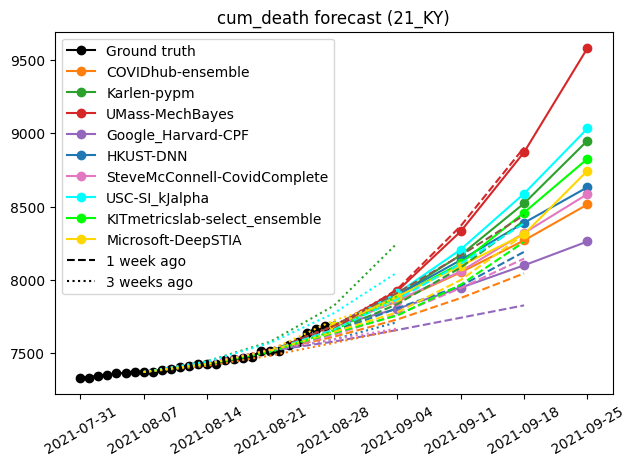 cum_death forecast (21_KY)
9500
9000
8500
8000
7500
Ground truth
COVIDhub-ensemble
Karlen-pypm
UMass-MechBayes
Google_Harvard-CPF
HKUST-DNN
SteveMcConnell-CovidComplete
USC-SI_kJalpha
KITmetricslab-select_ensemble
Microsoft-DeepSTIA
1 week ago
3 weeks ago
2021-07-31
2021-08-07
2021-08-14
2021-08-21
2021-08-28
2021-09-04
2021-09-11
2021-09-18
2021-09-25